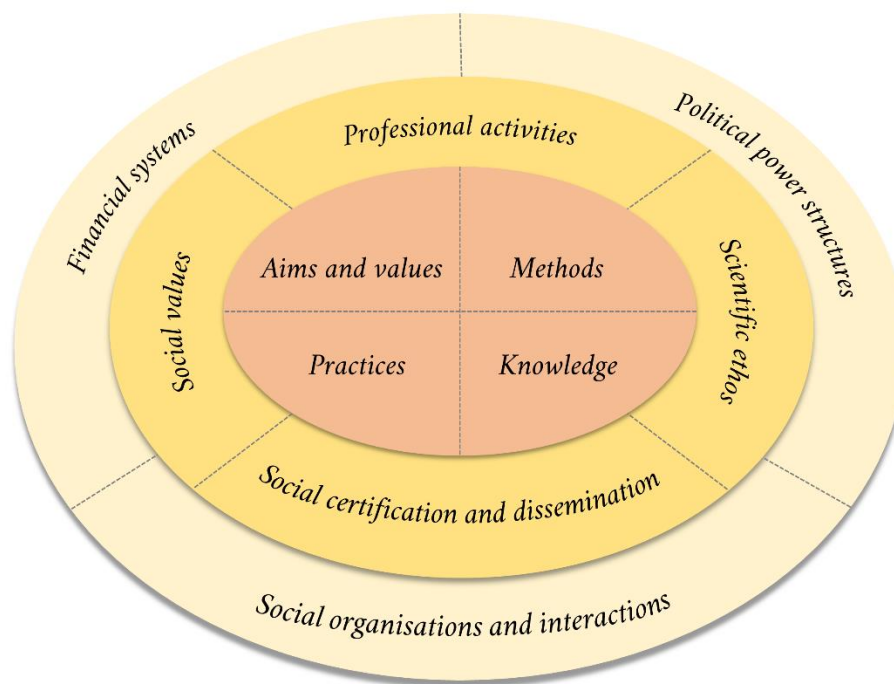 Financial systems
Political power structures
Professional activities
Social values
Aims and values
Methods
Scientific ethos
Practices
Knowledge
Social certification and dissemination
Social organisations and interactions